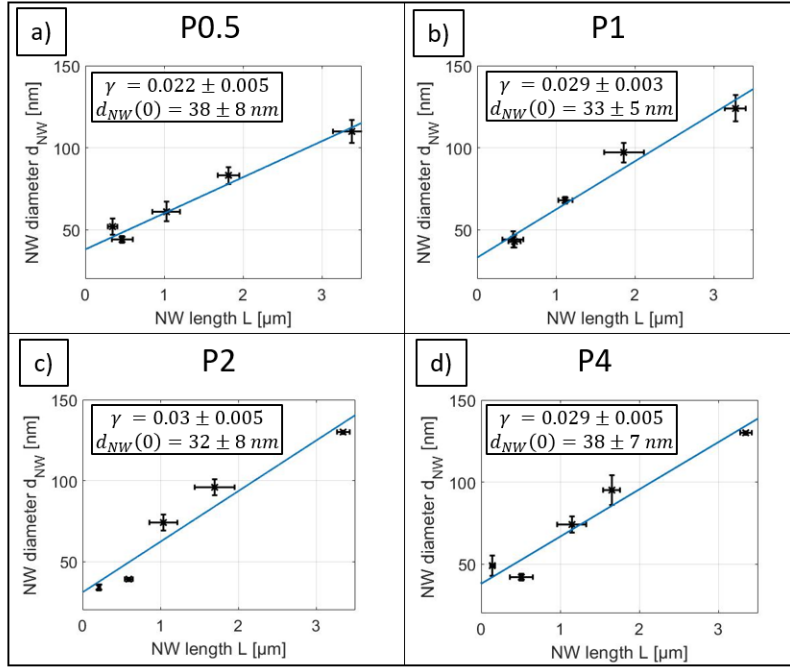 a)
P0.5
γ = 0.022 ± 0.005
d_NW(0) = 38 ± 8 nm
NW diameter d_NW [nm]
150
100
50
0 1 2 3
NW length L [µm]
b)
P1
γ = 0.029 ± 0.003
d_NW(0) = 33 ± 5 nm
NW diameter d_NW [nm]
150
100
50
0 1 2 3
NW length L [µm]
c)
P2
γ = 0.03 ± 0.005
d_NW(0) = 32 ± 8 nm
NW diameter d_NW [nm]
150
100
50
0 1 2 3
NW length L [µm]
d)
P4
γ = 0.029 ± 0.005
d_NW(0) = 38 ± 7 nm
NW diameter d_NW [nm]
150
100
50
0 1 2 3
NW length L [µm]